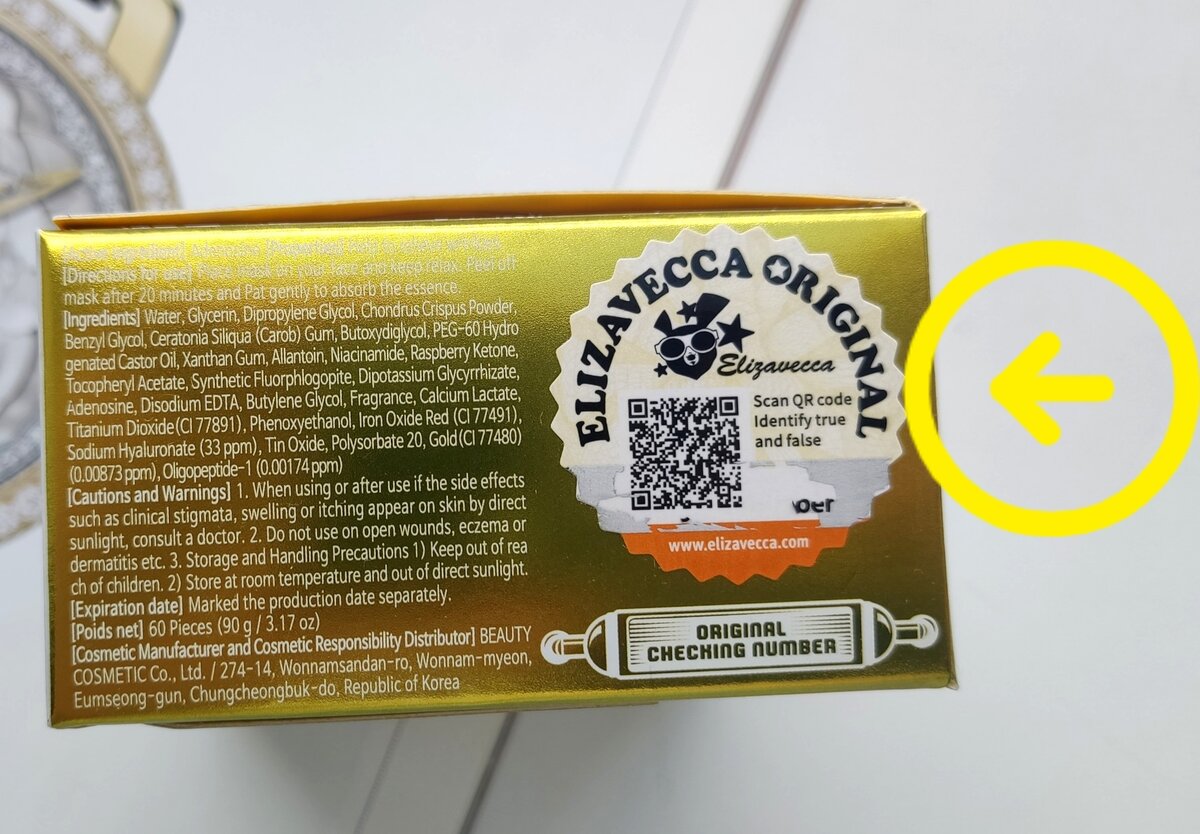 [Directions for use] Place mask on your face and keep relax. Peel off
mask after 20 minutes and Pat gently to absorb the essence.
[Ingredients] Water, Glycerin, Dipropylene Glycol, Chondrus Crispus Powder,
Benzyl Glycol, Ceratonia Siliqua (Carob) Gum, Butoxydiglycol, PEG-60 Hydro
genated Castor Oil, Xanthan Gum, Allantoin, Niacinamide, Raspberry Ketone,
Tocopheryl Acetate, Synthetic Fluorphlogopite, Dipotassium Glycyrrhizate,
Adenosine, Disodium EDTA, Butylene Glycol, Fragrance, Calcium Lactate,
Titanium Dioxide (CI 77891), Phenoxyethanol, Iron Oxide Red (CI 77491),
Sodium Hyaluronate (33 ppm), Tin Oxide, Polysorbate 20, Gold (CI 77480)
(0.00873 ppm), Oligopeptide-1 (0.00174 ppm)
[Cautions and Warnings] 1. When using or after use if the side effects
such as clinical stigmata, swelling or itching appear on skin by direct
sunlight, consult a doctor. 2. Do not use on open wounds, eczema or
dermatitis etc. 3. Storage and Handling Precautions 1) Keep out of rea
ch of children. 2) Store at room temperature and out of direct sunlight.
[Expiration date] Marked the production date separately.
[Poids net] 60 Pieces (90 g / 3.17 oz)
[Cosmetic Manufacturer and Cosmetic Responsibility Distributor] BEAUTY
COSMETIC Co., Ltd. / 274-14, Wonnamsandan-ro, Wonnam-myeon,
Eumseong-gun, Chungcheongbuk-do, Republic of Korea
ELIZAVECCA ORIGINAL
Elizavecca
Scan QR code
Identify true
and false
www.elizavecca.com
ORIGINAL
CHECKING NUMBER